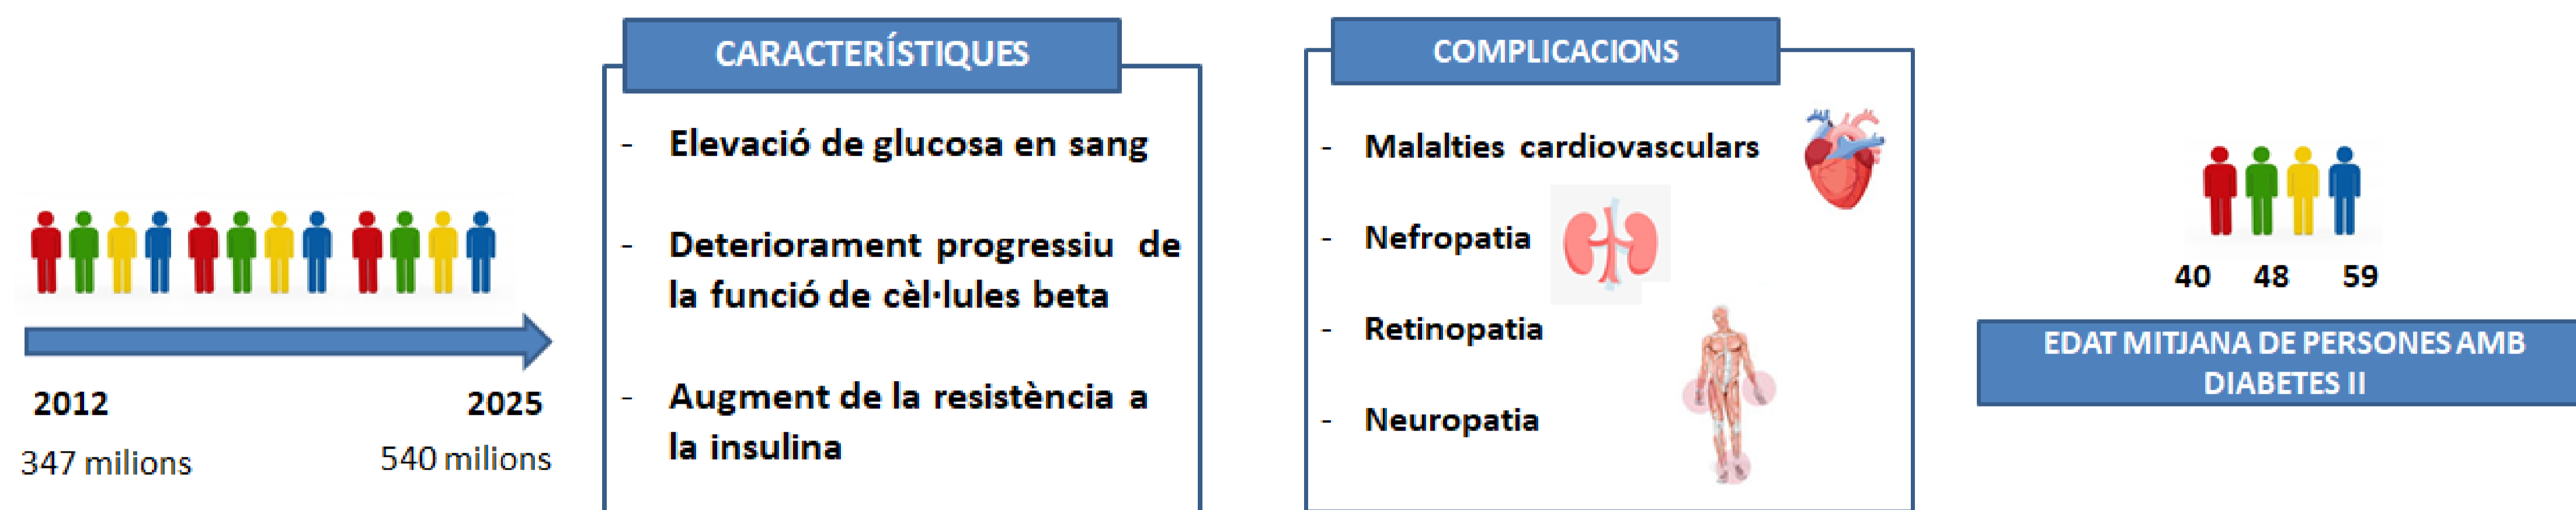 2012
2025
347 milions
540 milions
CARACTERÍSTIQUES
- Elevació de glucosa en sang
- Deteriorament progressiu de
la funció de cèl·lules beta
- Augment de la resistència a
la insulina
COMPLICACIONS
- Malalties cardiovasculars
- Nefropatia
- Retinopatia
- Neuropatia
40 48 59
EDAT MITJANA DE PERSONES AMB
DIABETES II